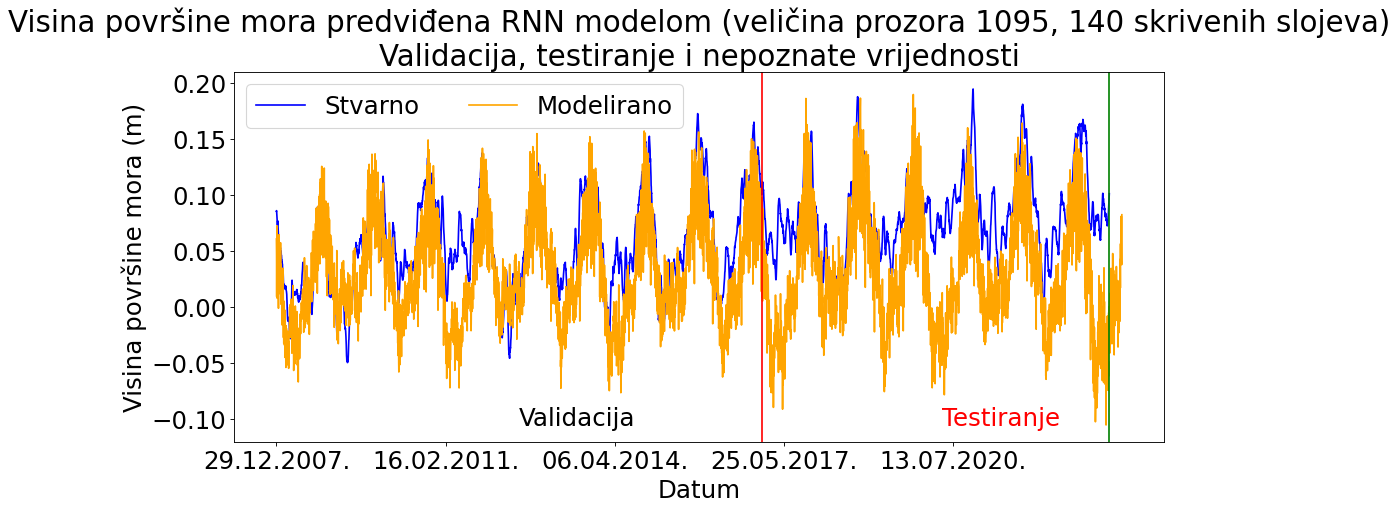 Visina površine mora predviđena RNN modelom (veličina prozora 1095, 140 skrivenih slojeva)
Validacija, testiranje i nepoznate vrijednosti
Stvarno Modelirano
Visina površine mora (m)
0.20
0.15
0.10
0.05
0.00
−0.05
−0.10
Validacija Testiranje
29.12.2007. 16.02.2011. 06.04.2014. 25.05.2017. 13.07.2020.
Datum